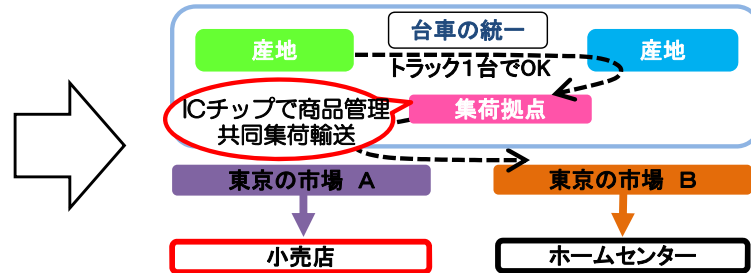 台車の統一
産地
産地
トラック1台でOK
ICチップで商品管理
共同集荷輸送
集荷拠点
東京の市場 A
東京の市場 B
小売店
ホームセンター